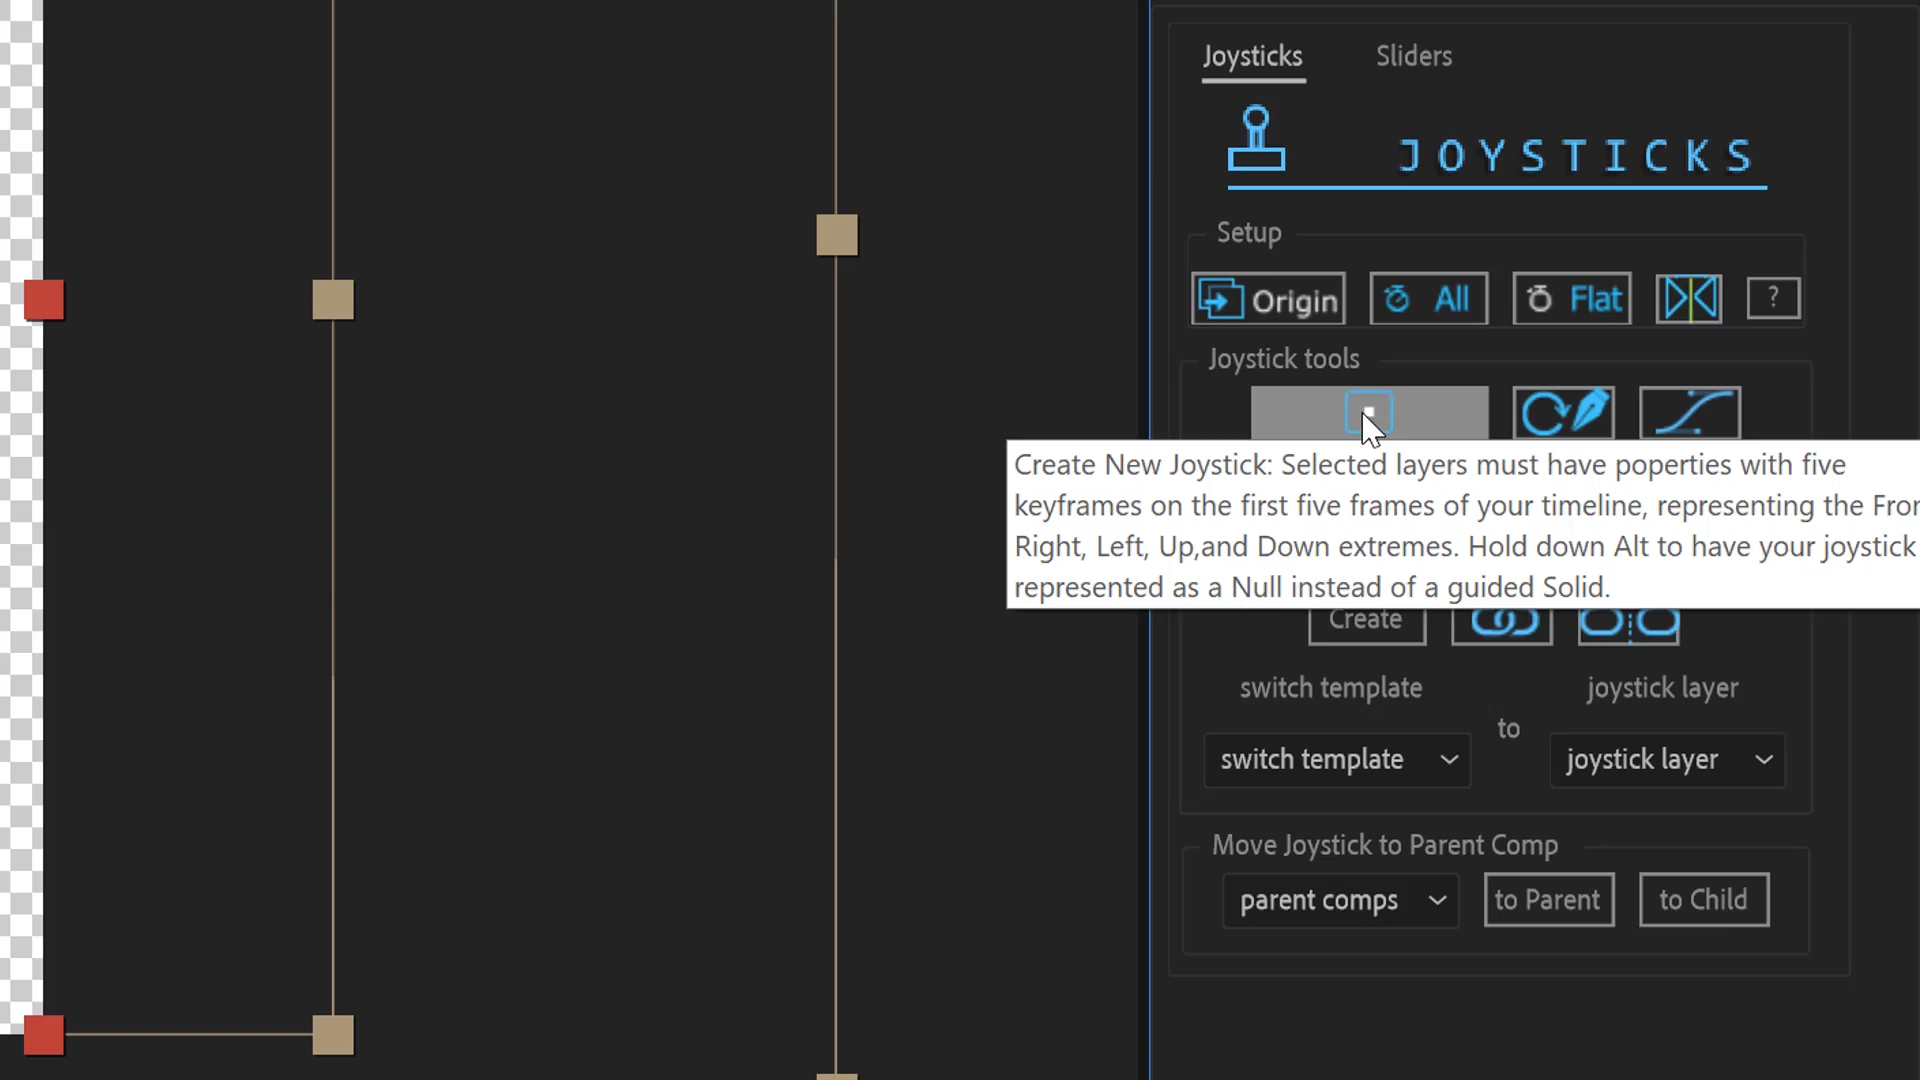 Joysticks Sliders
JOYSTICKS
Setup
Origin All Flat ?
Joystick tools
Create New Joystick: Selected layers must have poperties with five
keyframes on the first five frames of your timeline, representing the
Right, Left, Up,and Down extremes. Hold down Alt to have your joystick
represented as a Null instead of a guided Solid.
Create
switch template joystick layer
to
switch template joystick layer
Move Joystick to Parent Comp
parent comps to Parent to Child